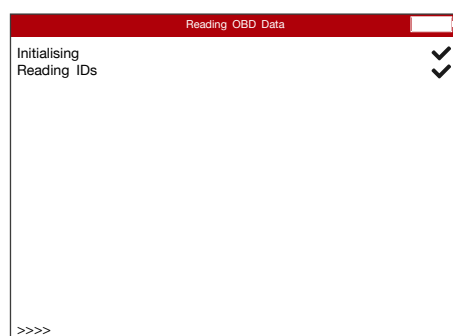 Reading OBD Data
Initialising
Reading IDs
>>>>